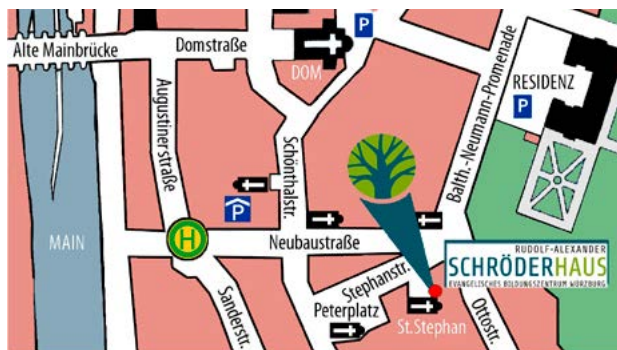 Alte Mainbrücke
Domstraße
P
DOM
Augustinerstraße
Schönthalstr.
Balth.-Neumann-Promenade
RESIDENZ
P
P
MAIN
H
Neubaustraße
Sanderstr.
Stephanstr.
Peterplatz
St.Stephan
Ottostr.
RUDOLF-ALEXANDER
SCHRÖDERHAUS
EVANGELISCHES BILDUNGSZENTRUM WÜRZBURG